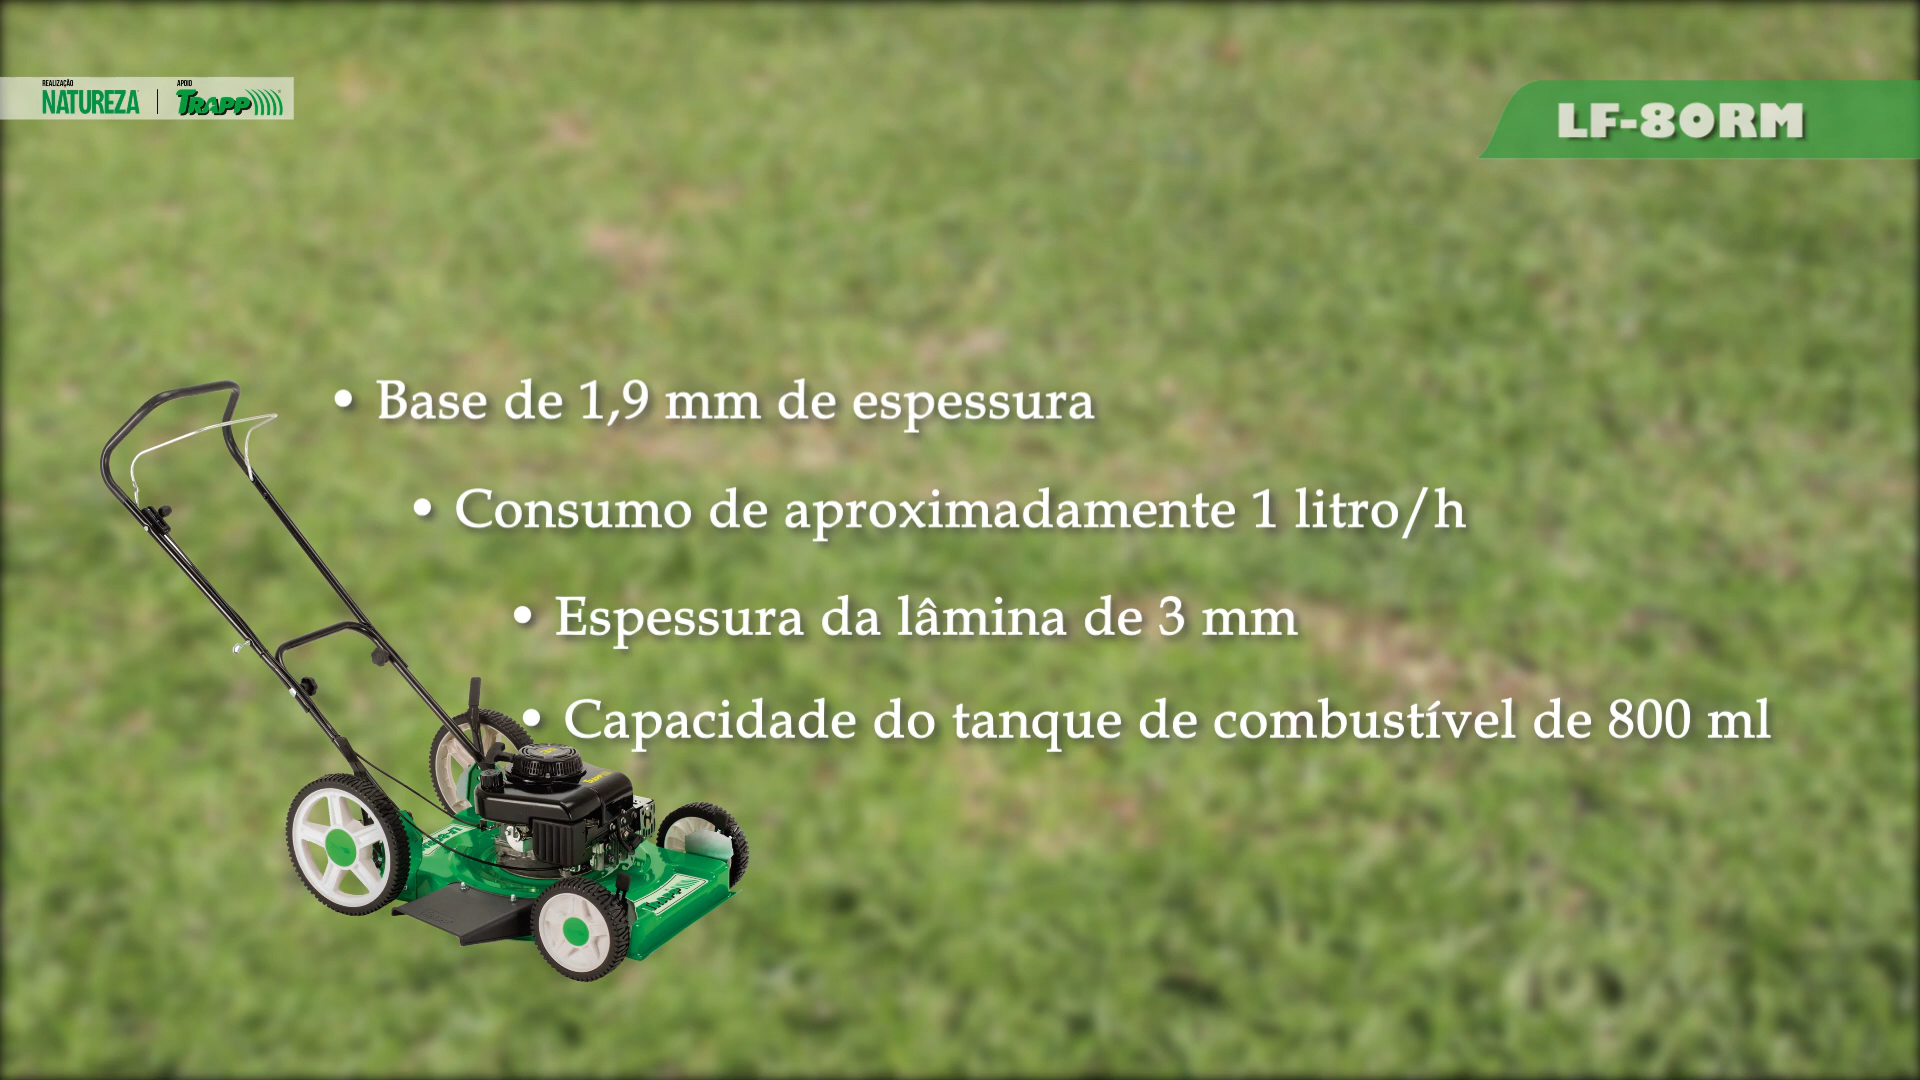 REALIZAÇÃO
NATUREZA
APOIO
TRAPP
LF-80RM
• Base de 1,9 mm de espessura
• Consumo de aproximadamente 1 litro/h
• Espessura da lâmina de 3 mm
• Capacidade do tanque de combustível de 800 ml
TRAPP